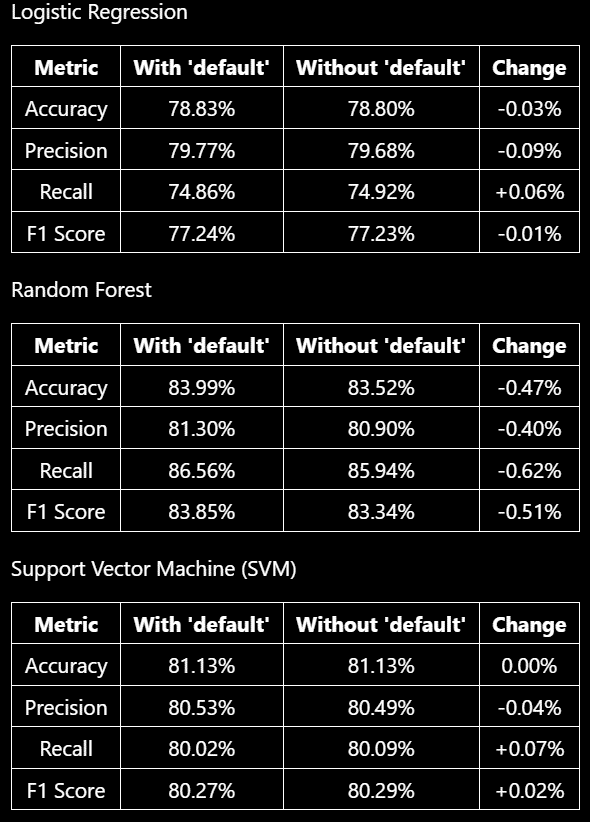 Logistic Regression
Metric With 'default' Without 'default' Change
Accuracy 78.83% 78.80% -0.03%
Precision 79.77% 79.68% -0.09%
Recall 74.86% 74.92% +0.06%
F1 Score 77.24% 77.23% -0.01%
Random Forest
Metric With 'default' Without 'default' Change
Accuracy 83.99% 83.52% -0.47%
Precision 81.30% 80.90% -0.40%
Recall 86.56% 85.94% -0.62%
F1 Score 83.85% 83.34% -0.51%
Support Vector Machine (SVM)
Metric With 'default' Without 'default' Change
Accuracy 81.13% 81.13% 0.00%
Precision 80.53% 80.49% -0.04%
Recall 80.02% 80.09% +0.07%
F1 Score 80.27% 80.29% +0.02%